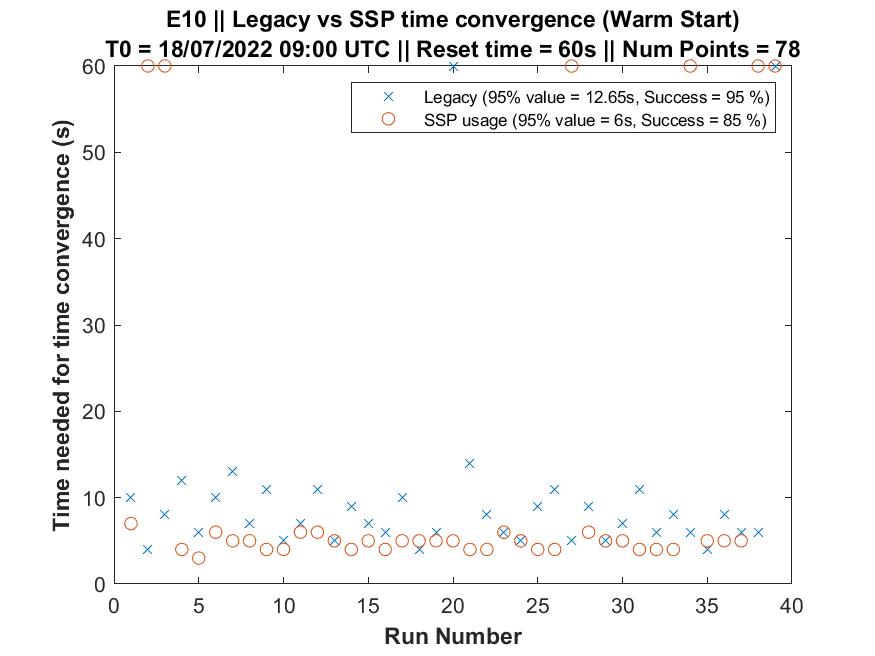 E10 || Legacy vs SSP time convergence (Warm Start)
T0 = 18/07/2022 09:00 UTC || Reset time = 60s || Num Points = 78
60
50
40
30
20
10
0
Time needed for time convergence (s)
Legacy (95% value = 12.65s, Success = 95 %)
SSP usage (95% value = 6s, Success = 85 %)
0 5 10 15 20 25 30 35 40
Run Number